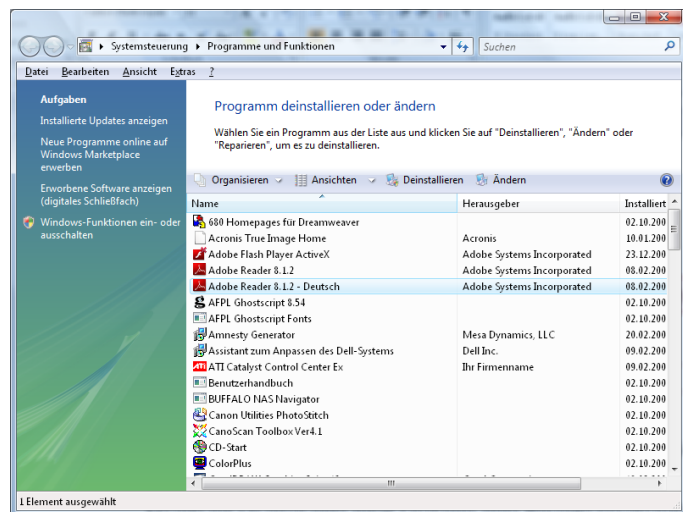 Systemsteuerung ▸ Programme und Funktionen
Suchen
Datei Bearbeiten Ansicht Extras ?
Aufgaben
Installierte Updates anzeigen
Neue Programme online auf
Windows Marketplace
erwerben
Erworbene Software anzeigen
(digitales Schließfach)
Windows-Funktionen ein- oder
ausschalten
Programm deinstallieren oder ändern
Wählen Sie ein Programm aus der Liste aus und klicken Sie auf "Deinstallieren", "Ändern" oder
"Reparieren", um es zu deinstallieren.
Organisieren Ansichten Deinstallieren Ändern
Name Herausgeber Installiert
680 Homepages für Dreamweaver 02.10.200
Acronis True Image Home Acronis 10.01.200
Adobe Flash Player ActiveX Adobe Systems Incorporated 23.12.200
Adobe Reader 8.1.2 Adobe Systems Incorporated 08.02.200
Adobe Reader 8.1.2 - Deutsch Adobe Systems Incorporated 08.02.200
AFPL Ghostscript 8.54 02.10.200
AFPL Ghostscript Fonts 02.10.200
Amnesty Generator Mesa Dynamics, LLC 20.02.200
Assistant zum Anpassen des Dell-Systems Dell Inc. 09.02.200
ATI Catalyst Control Center Ex Ihr Firmenname 09.02.200
Benutzerhandbuch 02.10.200
BUFFALO NAS Navigator 02.10.200
Canon Utilities PhotoStitch 02.10.200
CanoScan Toolbox Ver4.1 02.10.200
CD-Start 02.10.200
ColorPlus 02.10.200
1 Element ausgewählt